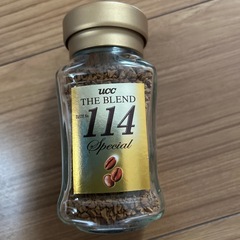 UCC
THE BLEND
114
Special